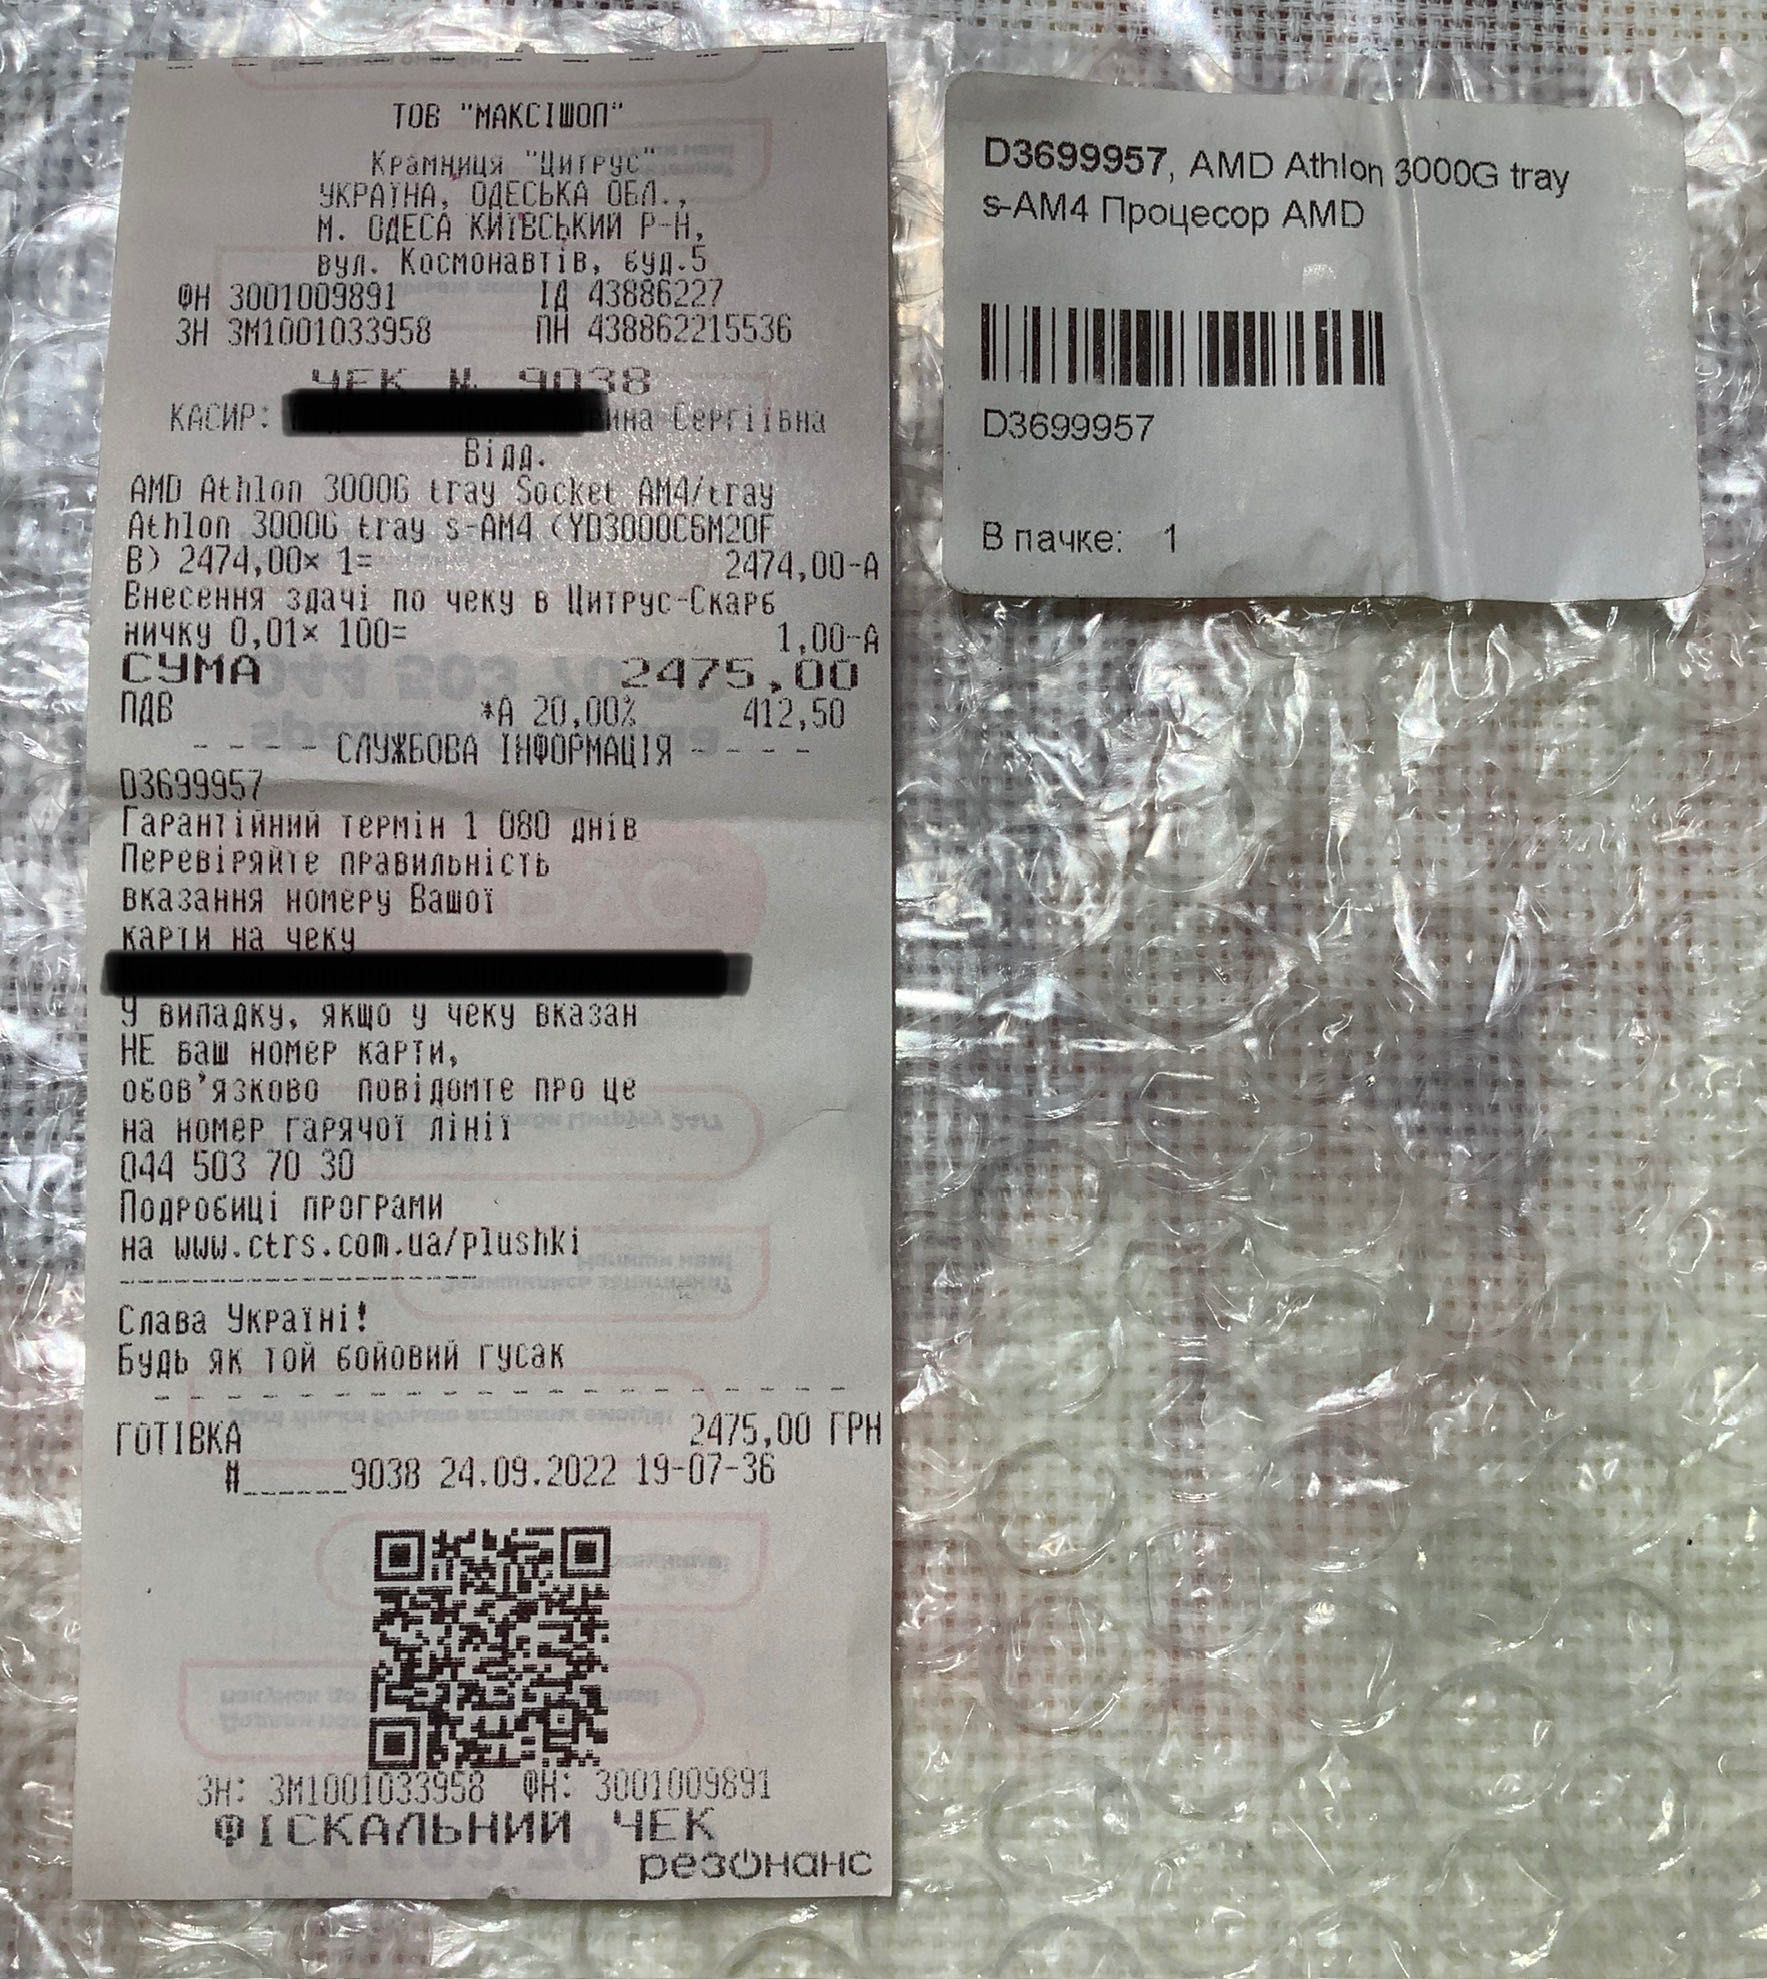 ТОВ "МАКСІШОП"
Крамниця "Цитрус"
УКРАЇНА, ОДЕСЬКА ОБЛ.,
М. ОДЕСА КИЇВСЬКИЙ Р-Н,
вул. Космонавтів, буд.5
ФН 3001009891 ІД 43886227
ЗН ЗМ1001033958 ПН 438862215536
ЧЕК № 9038
КАСИР: ина Сергіївна
Відд.
AMD Athlon 3000G tray Socket AM4/tray
Athlon 3000G tray s-AM4 (YD3000C6M2OF
B) 2474,00× 1= 2474,00-А
Внесення здачі по чеку в Цитрус-Скарб
ничку 0,01× 100= 1,00-А
СУМА 2475,00
ПДВ *А 20,00% 412,50
- - - - СЛУЖБОВА ІНФОРМАЦІЯ - - - -
D3699957
Гарантійний термін 1 080 днів
Перевіряйте правильність
вказання номеру Вашої
карти на чеку
У випадку, якщо у чеку вказан
НЕ ваш номер карти,
обов'язково повідомте про це
на номер гарячої лінії
044 503 70 30
Подробиці програми
на www.ctrs.com.ua/plushki
Слава Україні!
Будь як той бойовий гусак
ГОТІВКА 2475,00 ГРН
#______9038 24.09.2022 19-07-36
ЗН: ЗМ1001033958 ФН: 3001009891
ФІСКАЛЬНИЙ ЧЕК
резонанс
D3699957, AMD Athlon 3000G tray
s-AM4 Процесор AMD
D3699957
В пачке: 1